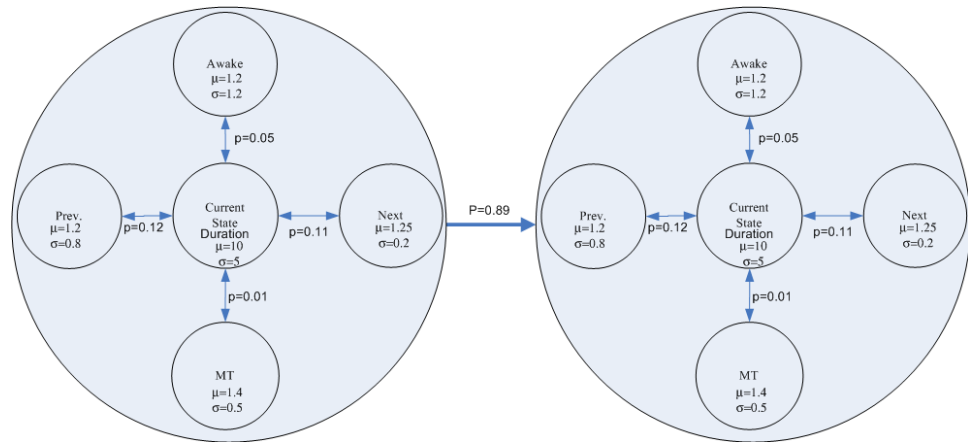 Awake
μ=1.2
σ=1.2
p=0.05
Prev.
μ=1.2
σ=0.8
p=0.12
Current
State
Duration
μ=10
σ=5
p=0.11
Next
μ=1.25
σ=0.2
p=0.01
MT
μ=1.4
σ=0.5
P=0.89
Awake
μ=1.2
σ=1.2
p=0.05
Prev.
μ=1.2
σ=0.8
p=0.12
Current
State
Duration
μ=10
σ=5
p=0.11
Next
μ=1.25
σ=0.2
p=0.01
MT
μ=1.4
σ=0.5